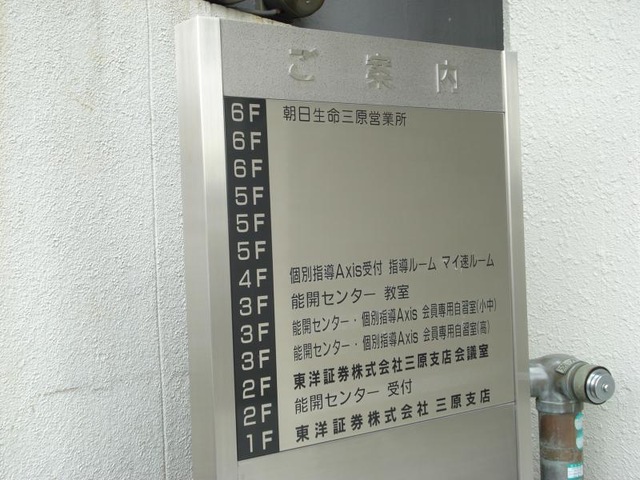 ご案内
6F 朝日生命三原営業所
6F
6F
5F
5F
5F
4F 個別指導Axis受付 指導ルーム マイ速ルーム
3F 能開センター 教室
3F 能開センター・個別指導Axis 会員専用自習室(小中)
3F 能開センター・個別指導Axis 会員専用自習室(高)
2F 東洋証券株式会社三原支店会議室
2F 能開センター 受付
1F 東洋証券株式会社 三原支店